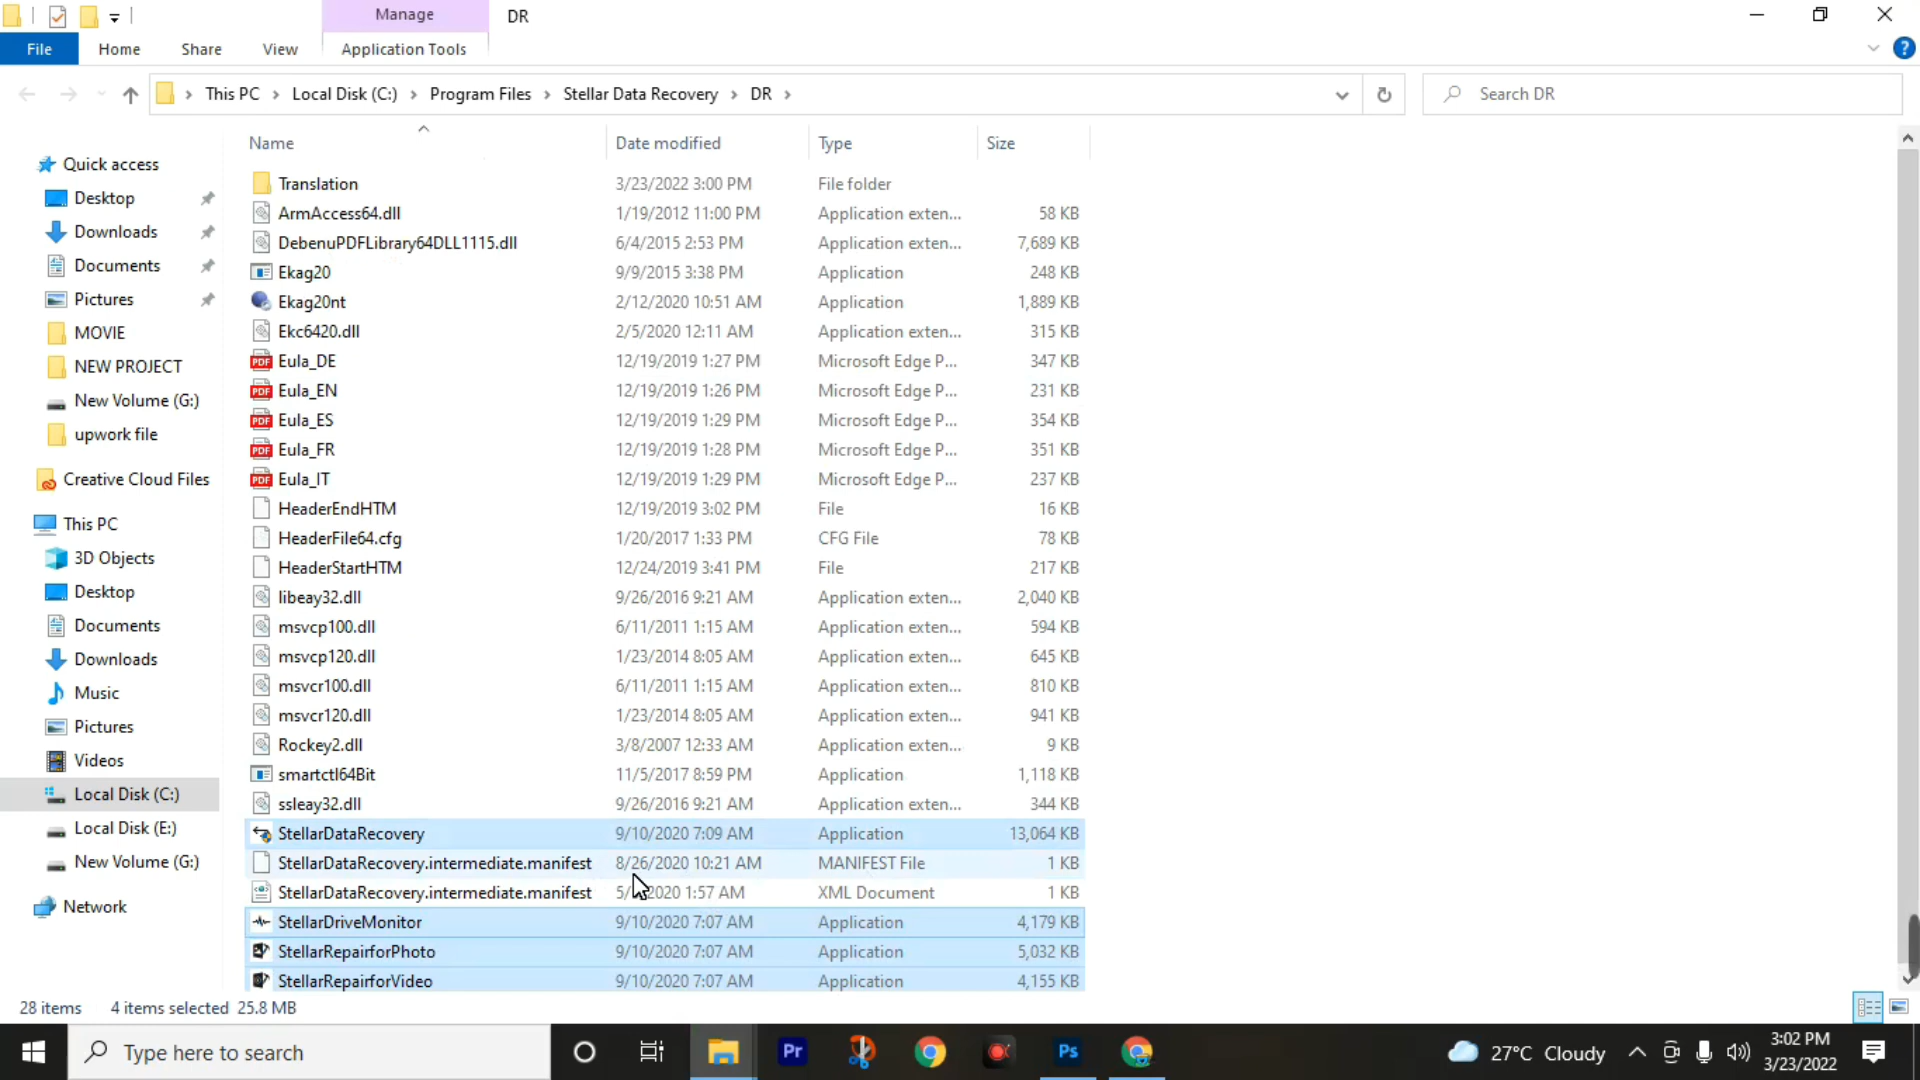 Manage DR
File Home Share View Application Tools
This PC Local Disk (C:) Program Files Stellar Data Recovery DR Search DR
Name Date modified Type Size
Quick access
Desktop
Downloads
Documents
Pictures
MOVIE
NEW PROJECT
New Volume (G:)
upwork file
Creative Cloud Files
This PC
3D Objects
Desktop
Documents
Downloads
Music
Pictures
Videos
Local Disk (C:)
Local Disk (E:)
New Volume (G:)
Network
Translation 3/23/2022 3:00 PM File folder
ArmAccess64.dll 1/19/2012 11:00 PM Application exten... 58 KB
DebenuPDFLibrary64DLL1115.dll 6/4/2015 2:53 PM Application exten... 7,689 KB
Ekag20 9/9/2015 3:38 PM Application 248 KB
Ekag20nt 2/12/2020 10:51 AM Application 1,889 KB
Ekc6420.dll 2/5/2020 12:11 AM Application exten... 315 KB
PDF Eula_DE 12/19/2019 1:27 PM Microsoft Edge P... 347 KB
PDF Eula_EN 12/19/2019 1:26 PM Microsoft Edge P... 231 KB
PDF Eula_ES 12/19/2019 1:29 PM Microsoft Edge P... 354 KB
PDF Eula_FR 12/19/2019 1:28 PM Microsoft Edge P... 351 KB
PDF Eula_IT 12/19/2019 1:29 PM Microsoft Edge P... 237 KB
HeaderEndHTM 12/19/2019 3:02 PM File 16 KB
HeaderFile64.cfg 1/20/2017 1:33 PM CFG File 78 KB
HeaderStartHTM 12/24/2019 3:41 PM File 217 KB
libeay32.dll 9/26/2016 9:21 AM Application exten... 2,040 KB
msvcp100.dll 6/11/2011 1:15 AM Application exten... 594 KB
msvcp120.dll 1/23/2014 8:05 AM Application exten... 645 KB
msvcr100.dll 6/11/2011 1:15 AM Application exten... 810 KB
msvcr120.dll 1/23/2014 8:05 AM Application exten... 941 KB
Rockey2.dll 3/8/2007 12:33 AM Application exten... 9 KB
smartctl64Bit 11/5/2017 8:59 PM Application 1,118 KB
ssleay32.dll 9/26/2016 9:21 AM Application exten... 344 KB
StellarDataRecovery 9/10/2020 7:09 AM Application 13,064 KB
StellarDataRecovery.intermediate.manifest 8/26/2020 10:21 AM MANIFEST File 1 KB
StellarDataRecovery.intermediate.manifest 1:57 AM XML Document 1 KB
StellarDriveMonitor 9/10/2020 7:07 AM Application 4,179 KB
StellarRepairforPhoto 9/10/2020 7:07 AM Application 5,032 KB
StellarRepairforVideo 9/10/2020 7:07 AM Application 4,155 KB
28 items 4 items selected 25.8 MB
Type here to search Pr Ps 27°C Cloudy 3:02 PM
3/23/2022